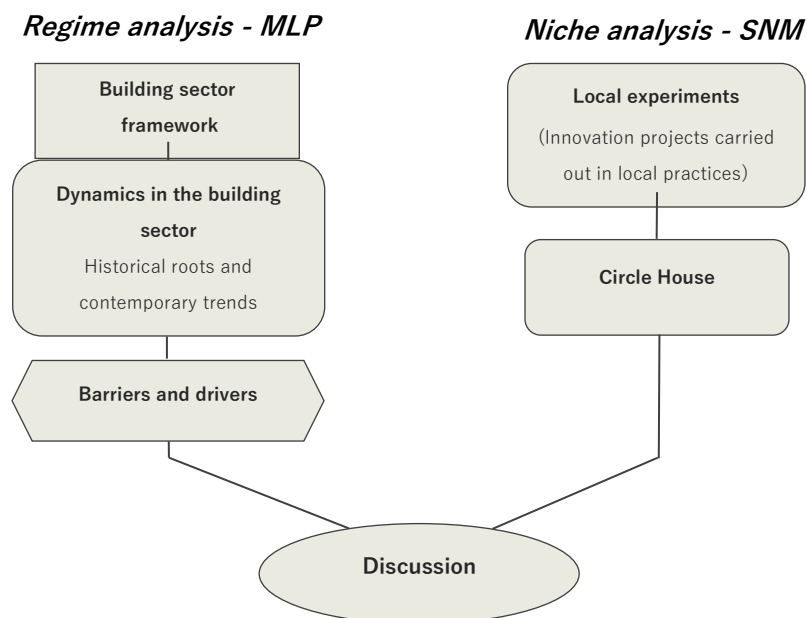 Regime analysis - MLP
Building sector
framework
Dynamics in the building
sector
Historical roots and
contemporary trends
Barriers and drivers
Niche analysis - SNM
Local experiments
(Innovation projects carried
out in local practices)
Circle House
Discussion